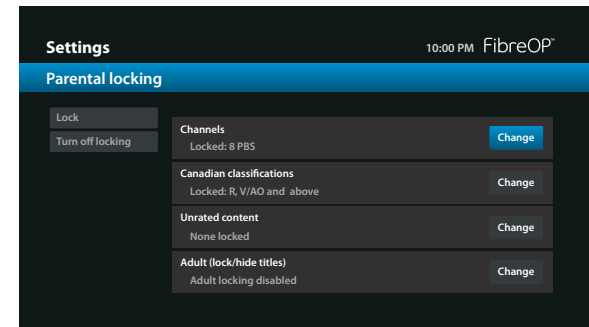 Settings
10:00 PM FibreOP™
Parental locking
Lock
Turn off locking
Channels
Locked: 8 PBS
Change
Canadian classifications
Locked: R, V/AO and above
Change
Unrated content
None locked
Change
Adult (lock/hide titles)
Adult locking disabled
Change